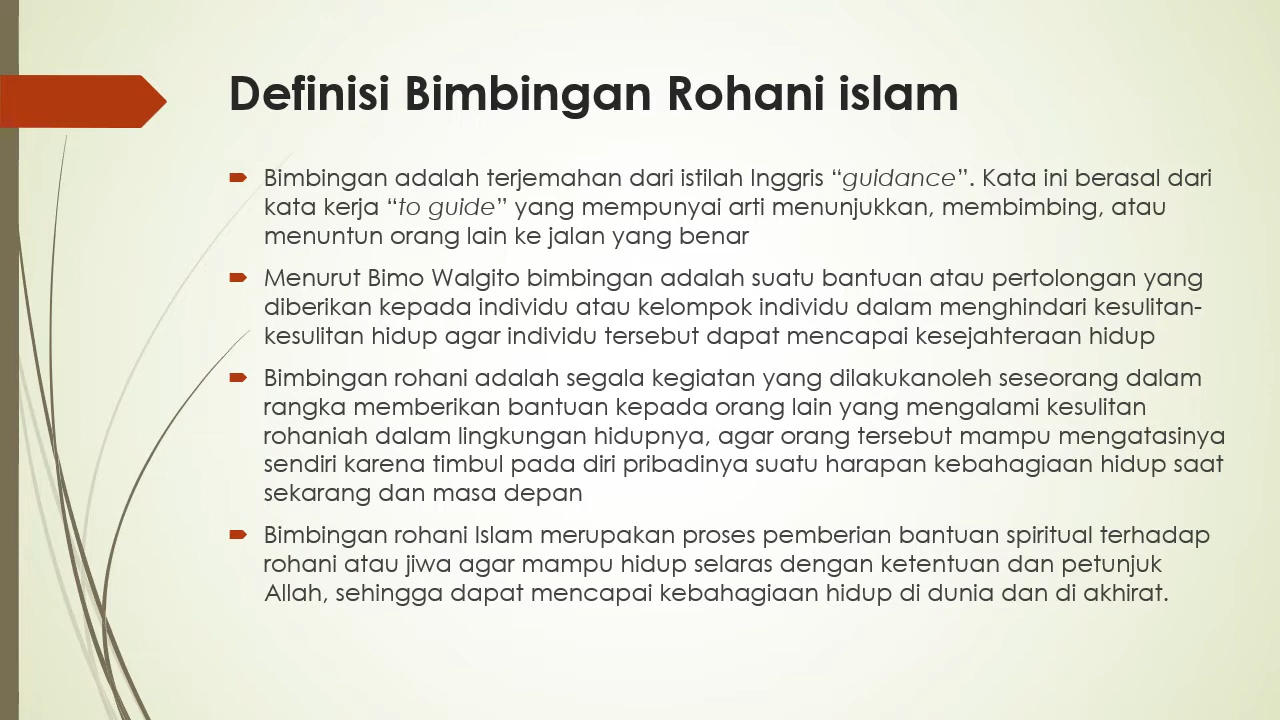 Definisi Bimbingan Rohani islam
Bimbingan adalah terjemahan dari istilah Inggris “guidance”. Kata ini berasal dari
kata kerja “to guide” yang mempunyai arti menunjukkan, membimbing, atau
menuntun orang lain ke jalan yang benar
Menurut Bimo Walgito bimbingan adalah suatu bantuan atau pertolongan yang
diberikan kepada individu atau kelompok individu dalam menghindari kesulitan-
kesulitan hidup agar individu tersebut dapat mencapai kesejahteraan hidup
Bimbingan rohani adalah segala kegiatan yang dilakukanoleh seseorang dalam
rangka memberikan bantuan kepada orang lain yang mengalami kesulitan
rohaniah dalam lingkungan hidupnya, agar orang tersebut mampu mengatasinya
sendiri karena timbul pada diri pribadinya suatu harapan kebahagiaan hidup saat
sekarang dan masa depan
Bimbingan rohani Islam merupakan proses pemberian bantuan spiritual terhadap
rohani atau jiwa agar mampu hidup selaras dengan ketentuan dan petunjuk
Allah, sehingga dapat mencapai kebahagiaan hidup di dunia dan di akhirat.